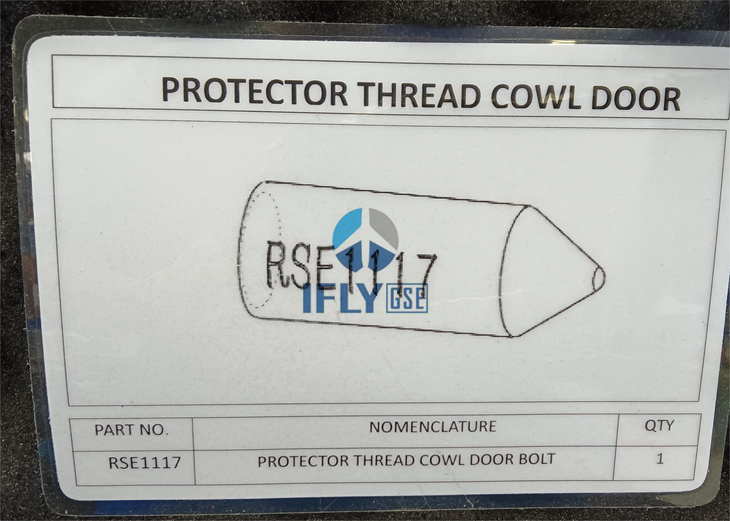 PROTECTOR THREAD COWL DOOR
RSE1117
IFLY GSE
PART NO. NOMENCLATURE QTY
RSE1117 PROTECTOR THREAD COWL DOOR BOLT 1